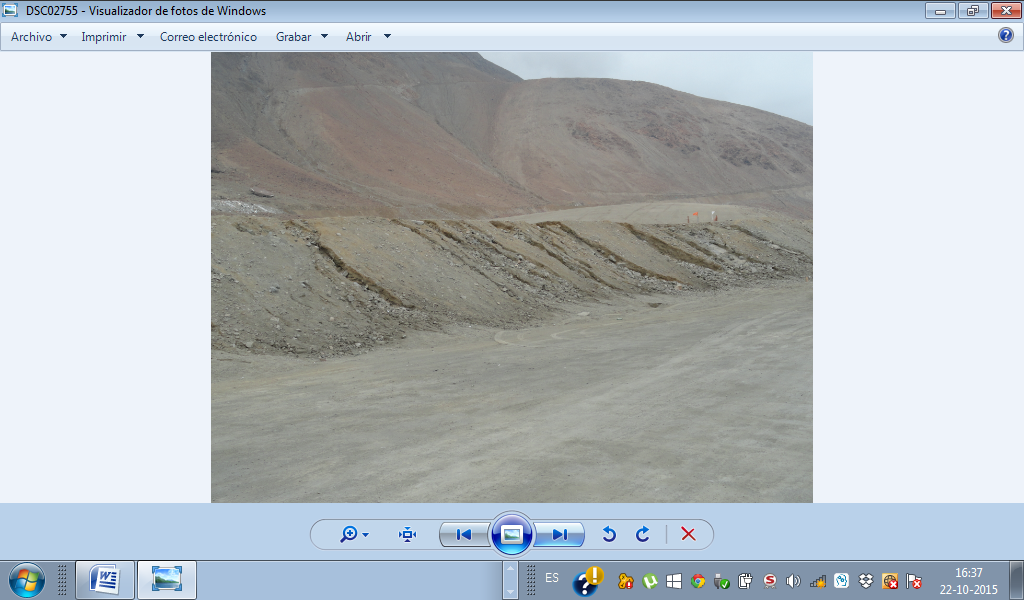 DSC02755 - Visualizador de fotos de Windows
Archivo Imprimir Correo electrónico Grabar Abrir
ES
16:37
22-10-2015